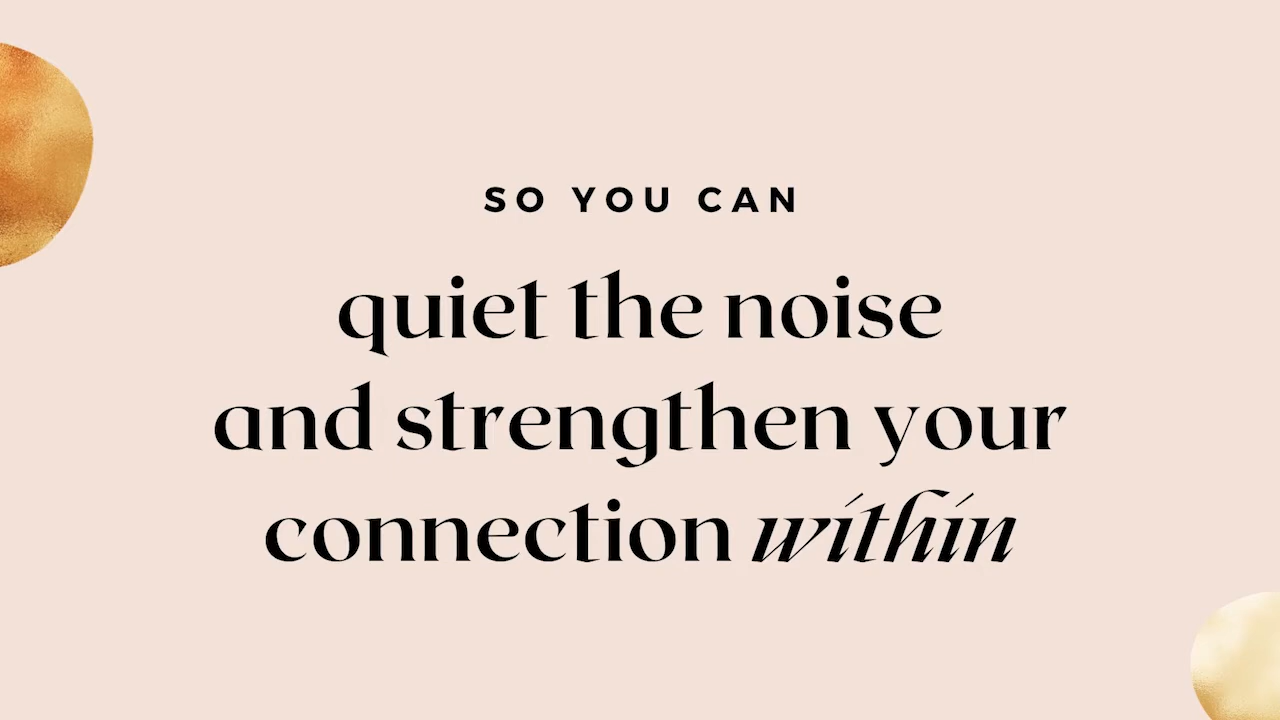 SO YOU CAN
quiet the noise
and strengthen your
connection within